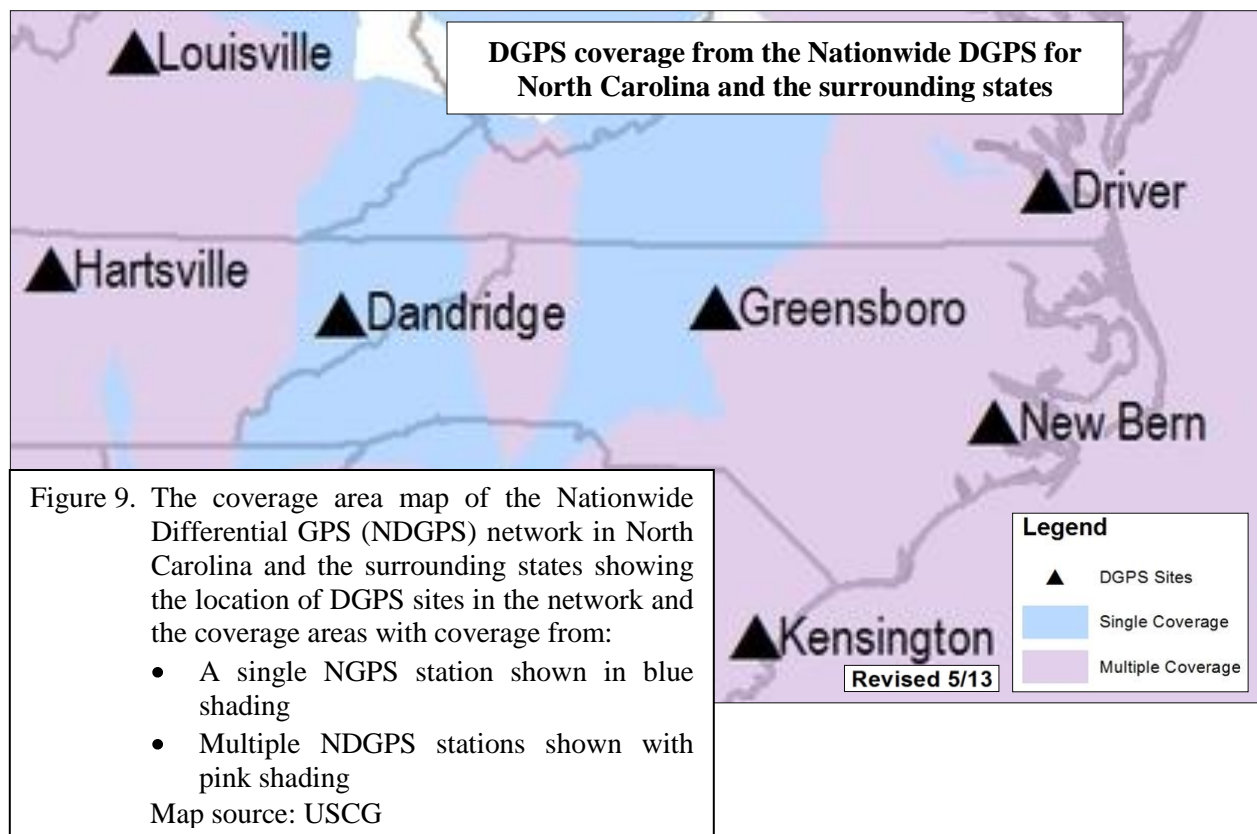 Louisville
DGPS coverage from the Nationwide DGPS for
North Carolina and the surrounding states
Driver
Hartsville
Dandridge
Greensboro
New Bern
Figure 9. The coverage area map of the Nationwide
Differential GPS (NDGPS) network in North
Carolina and the surrounding states showing
the location of DGPS sites in the network and
the coverage areas with coverage from:
• A single NGPS station shown in blue
shading
• Multiple NDGPS stations shown with
pink shading
Map source: USCG
Kensington
Revised 5/13
Legend
DGPS Sites
Single Coverage
Multiple Coverage